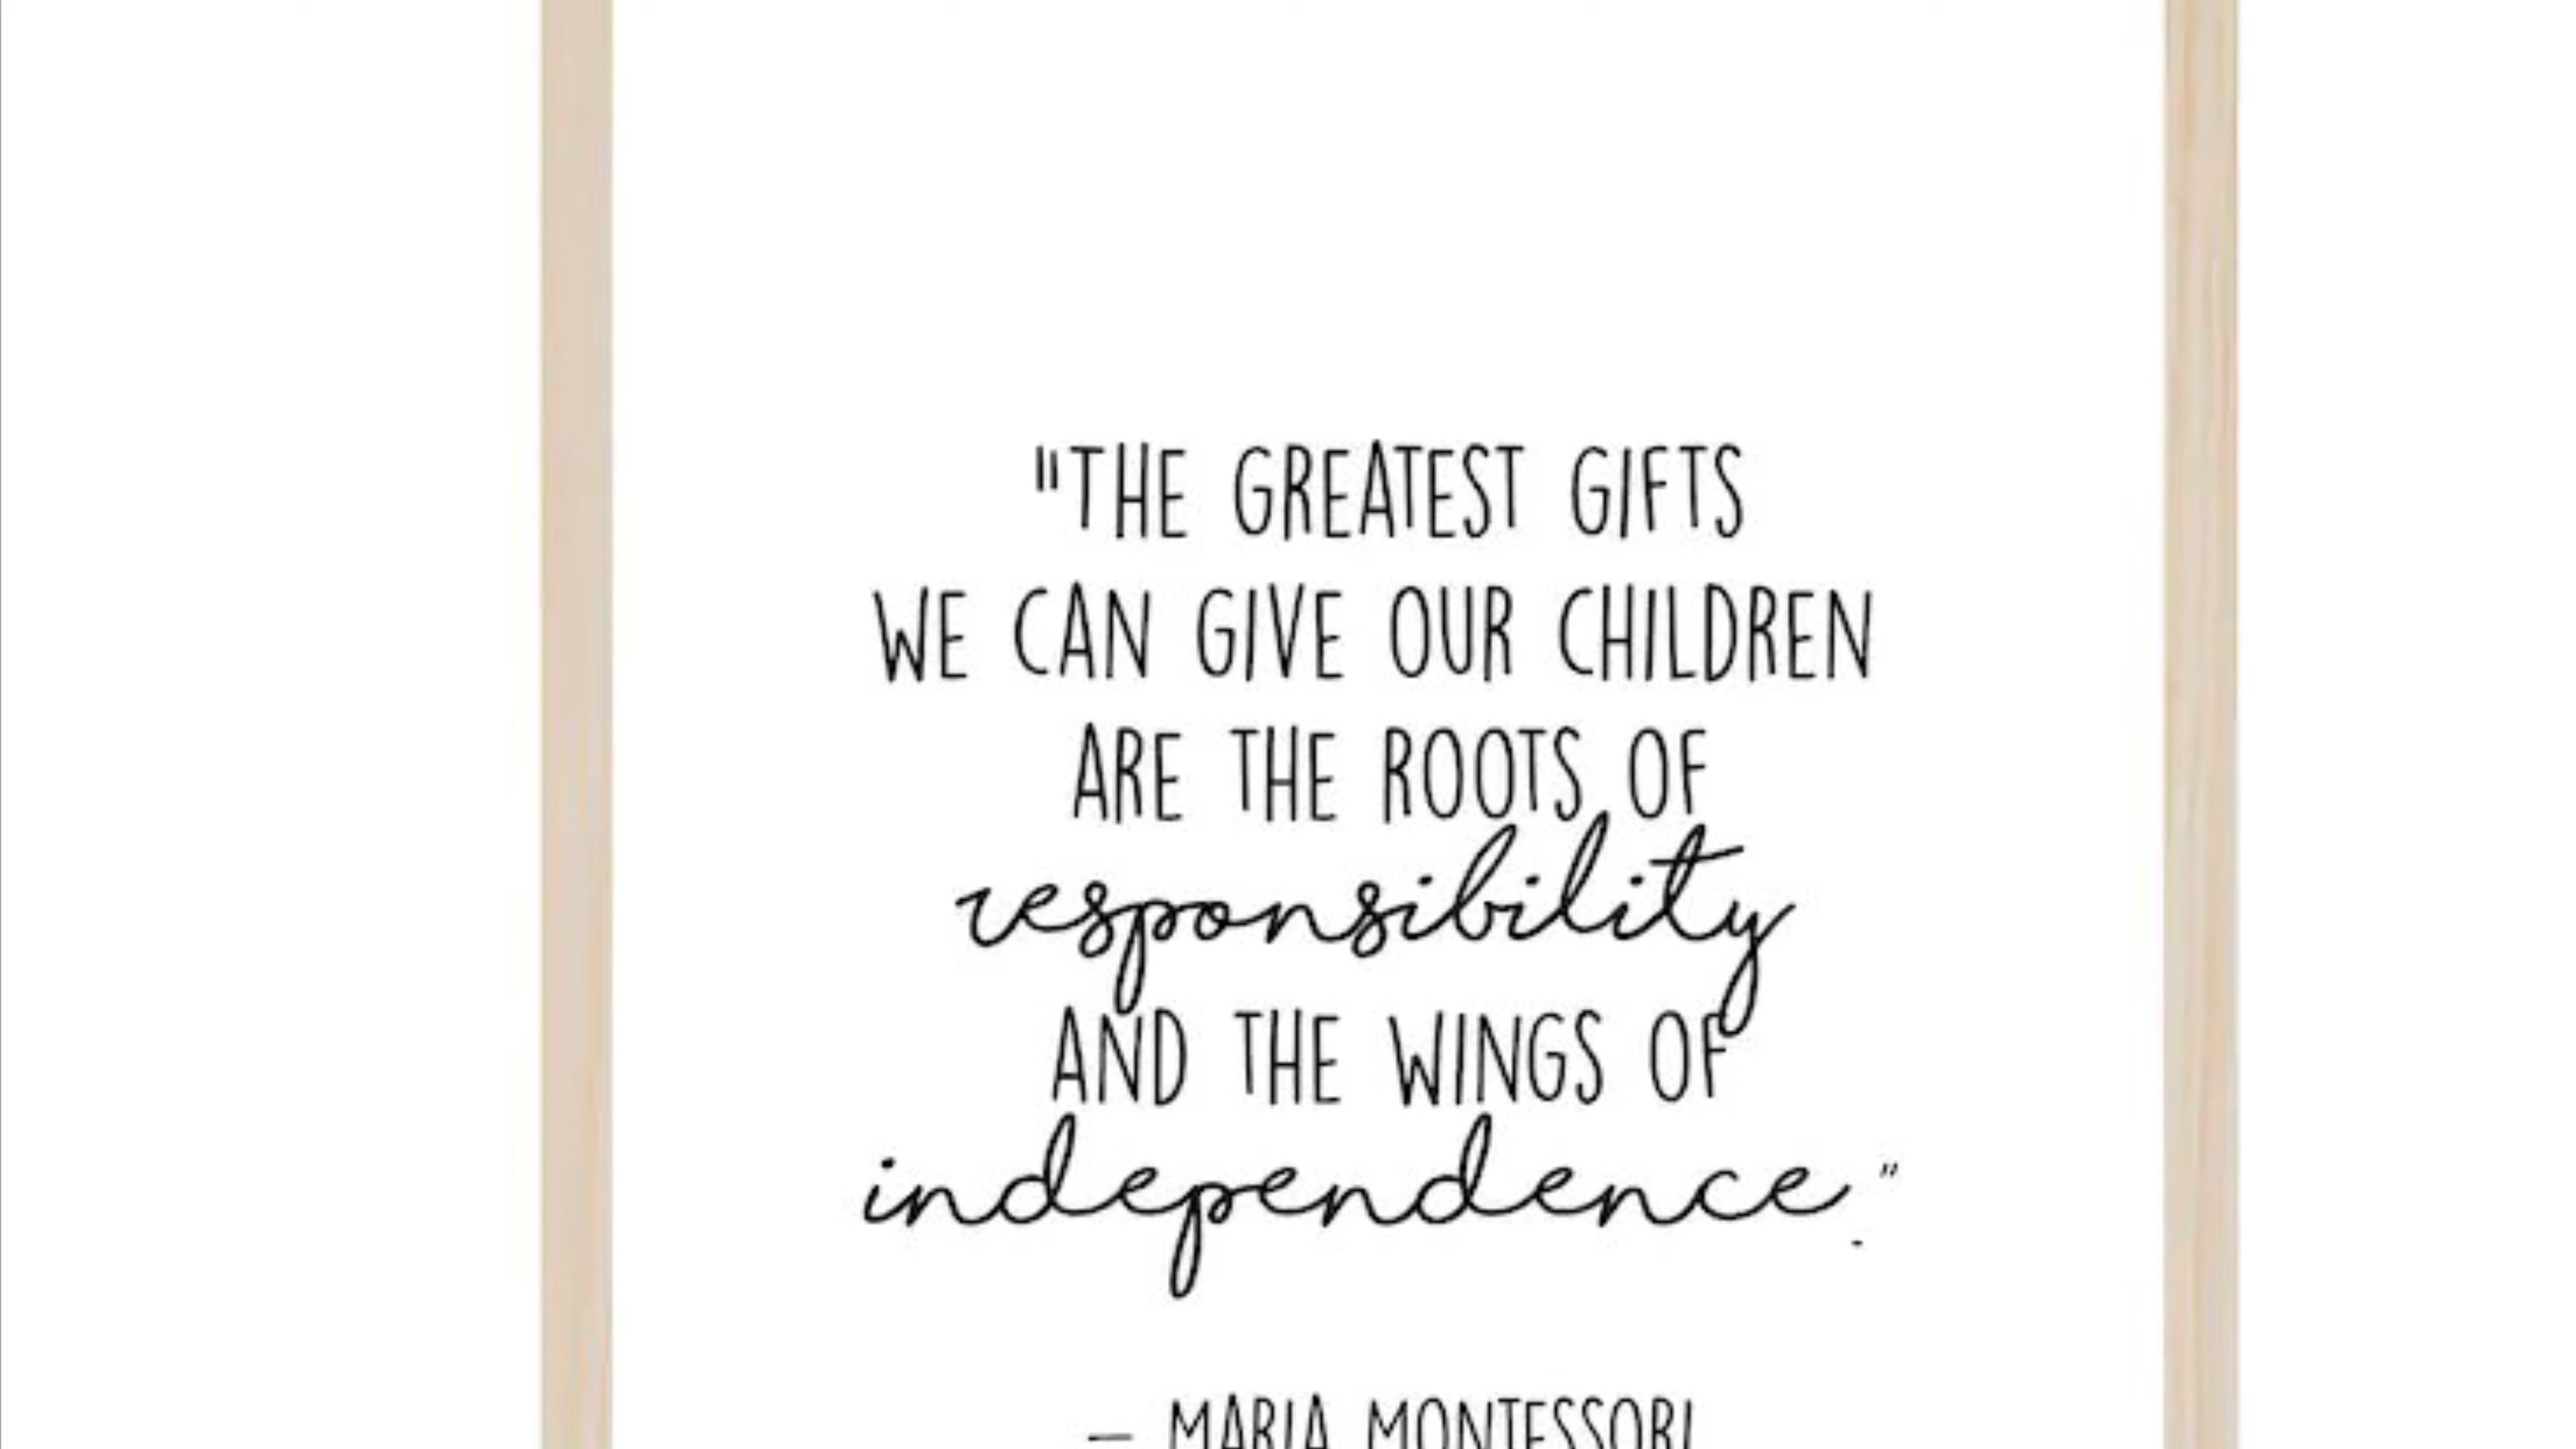 "THE GREATEST GIFTS
WE CAN GIVE OUR CHILDREN
ARE THE ROOTS OF
responsibility
AND THE WINGS OF
independence."
– MARIA MONTESSORI